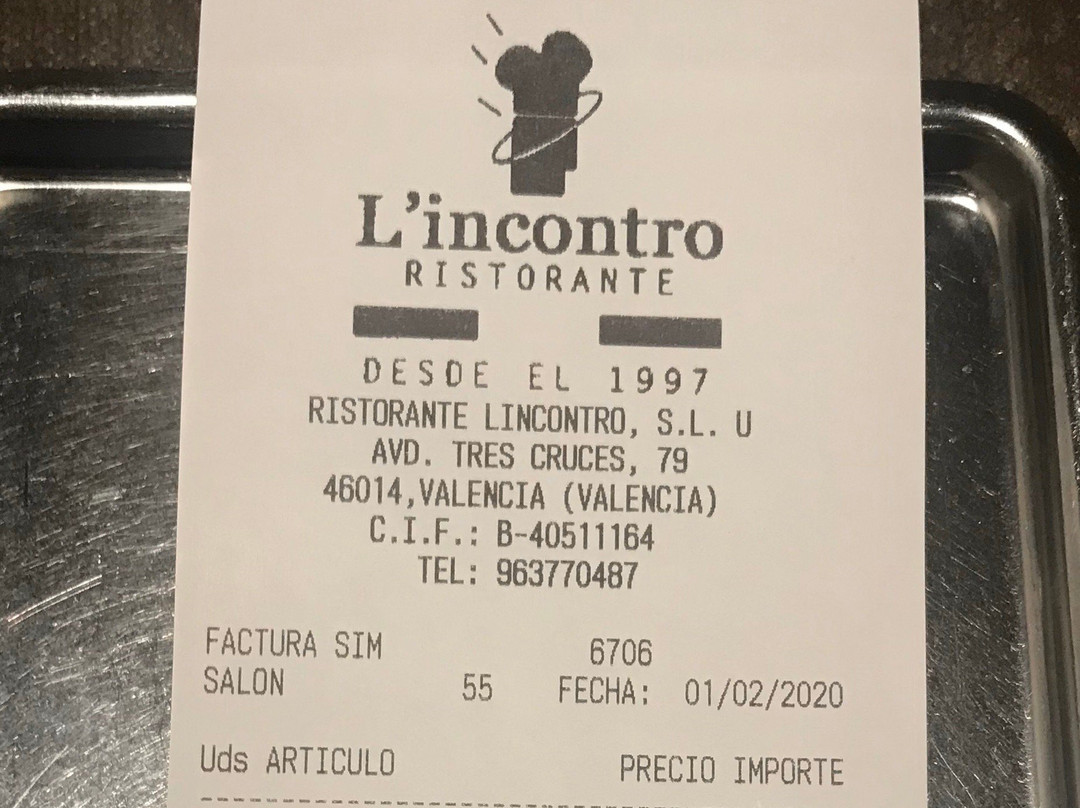 L'incontro
RISTORANTE
DESDE EL 1997
RISTORANTE LINCONTRO, S.L. U
AVD. TRES CRUCES, 79
46014,VALENCIA (VALENCIA)
C.I.F.: B-40511164
TEL: 963770487
FACTURA SIM 6706
SALON 55 FECHA: 01/02/2020
Uds ARTICULO PRECIO IMPORTE